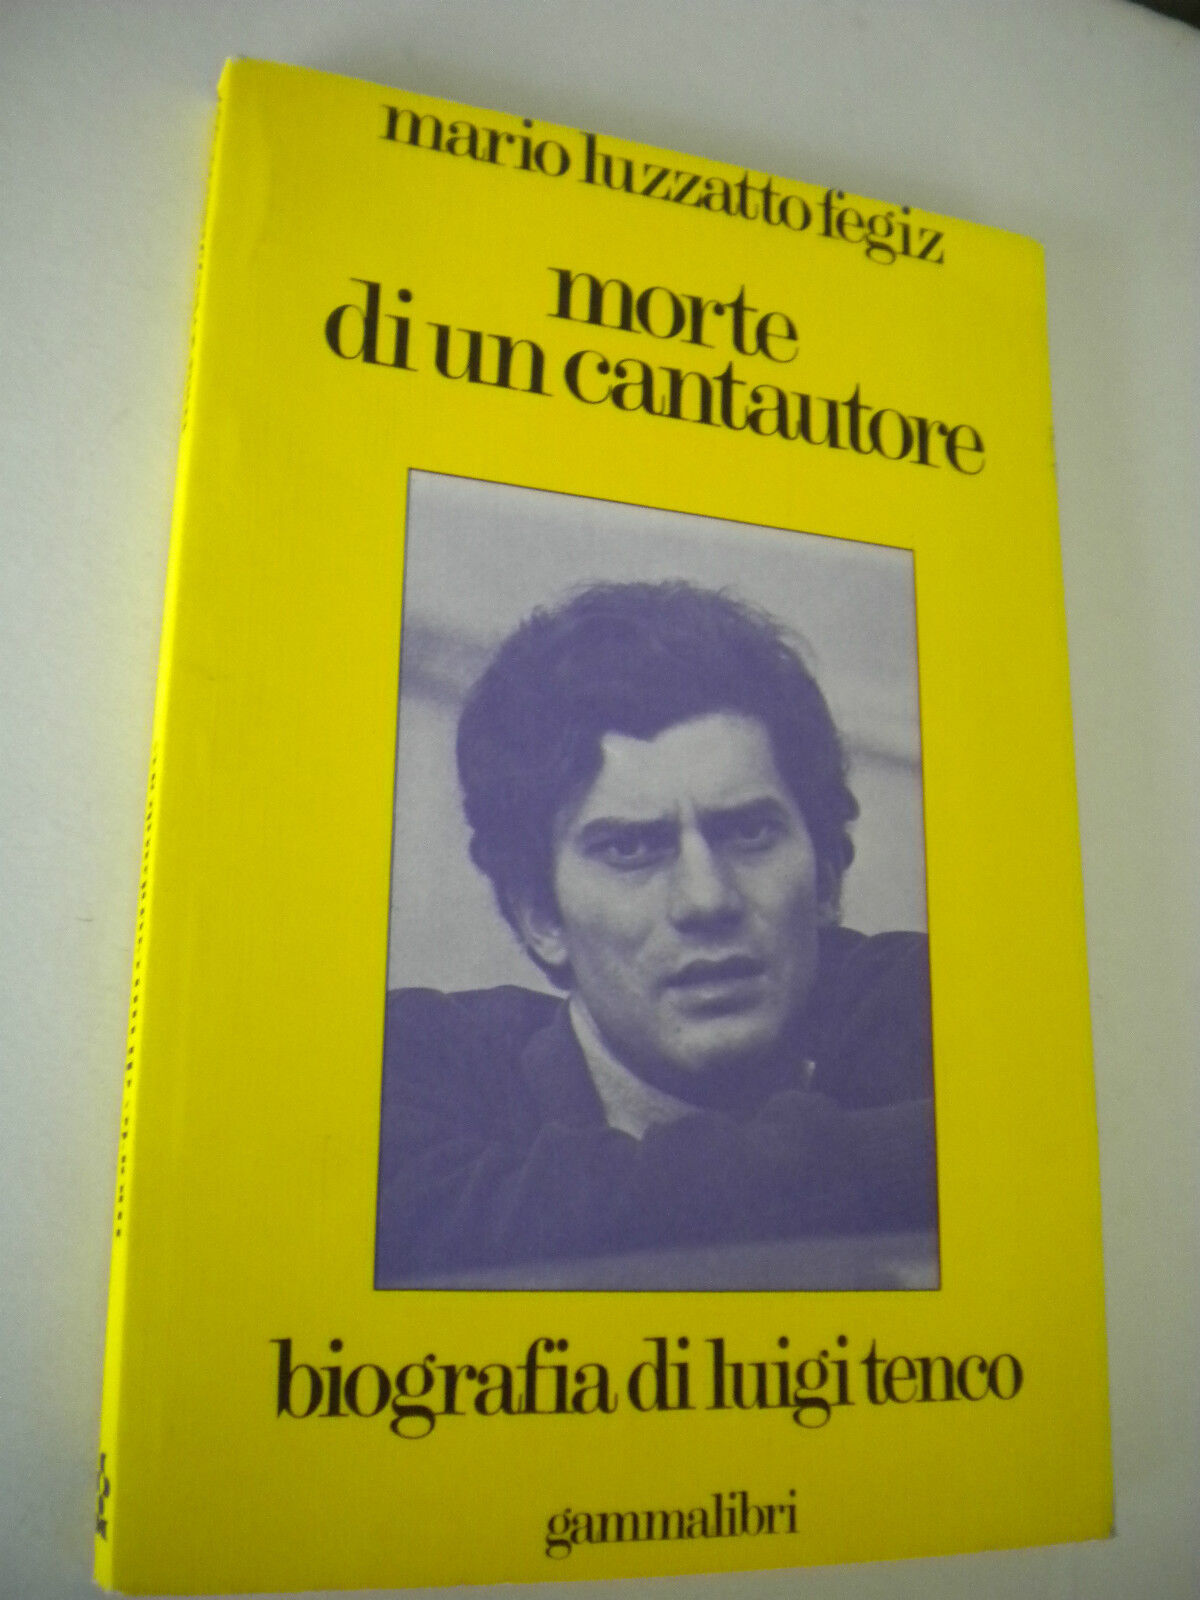 mario luzzatto fegiz
morte
di un cantautore
biografia di luigi tenco
gammalibri